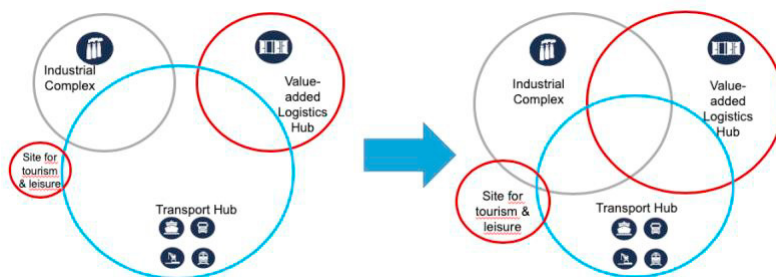 Industrial
Complex
Value-
added
Logistics
Hub
Site for
tourism
& leisure
Transport Hub
Industrial
Complex
Value-
added
Logistics
Hub
Site for
tourism &
leisure
Transport Hub